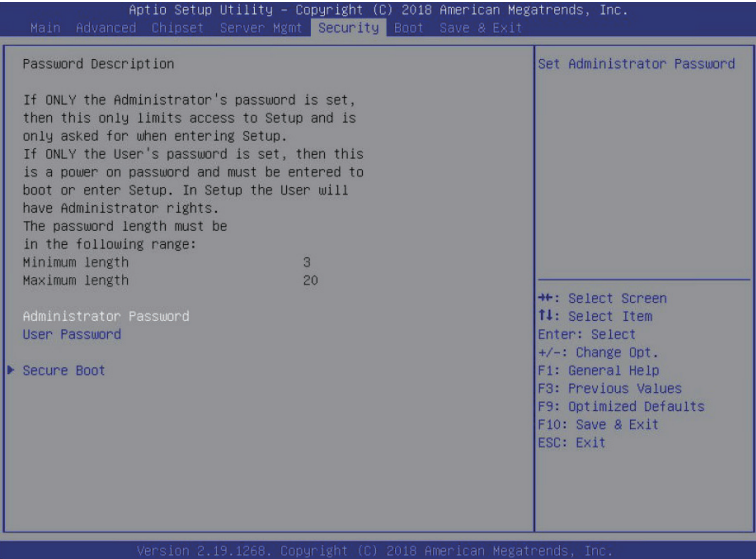 Aptio Setup Utility – Copyright (C) 2018 American Megatrends, Inc.
Main Advanced Chipset Server Mgmt Security Boot Save & Exit
Password Description
If ONLY the Administrator's password is set,
then this only limits access to Setup and is
only asked for when entering Setup.
If ONLY the User's password is set, then this
is a power on password and must be entered to
boot or enter Setup. In Setup the User will
have Administrator rights.
The password length must be
in the following range:
Minimum length 3
Maximum length 20
Administrator Password
User Password
Secure Boot
Set Administrator Password
→←: Select Screen
↑↓: Select Item
Enter: Select
+/-: Change Opt.
F1: General Help
F3: Previous Values
F9: Optimized Defaults
F10: Save & Exit
ESC: Exit
Version 2.19.1268. Copyright (C) 2018 American Megatrends, Inc.